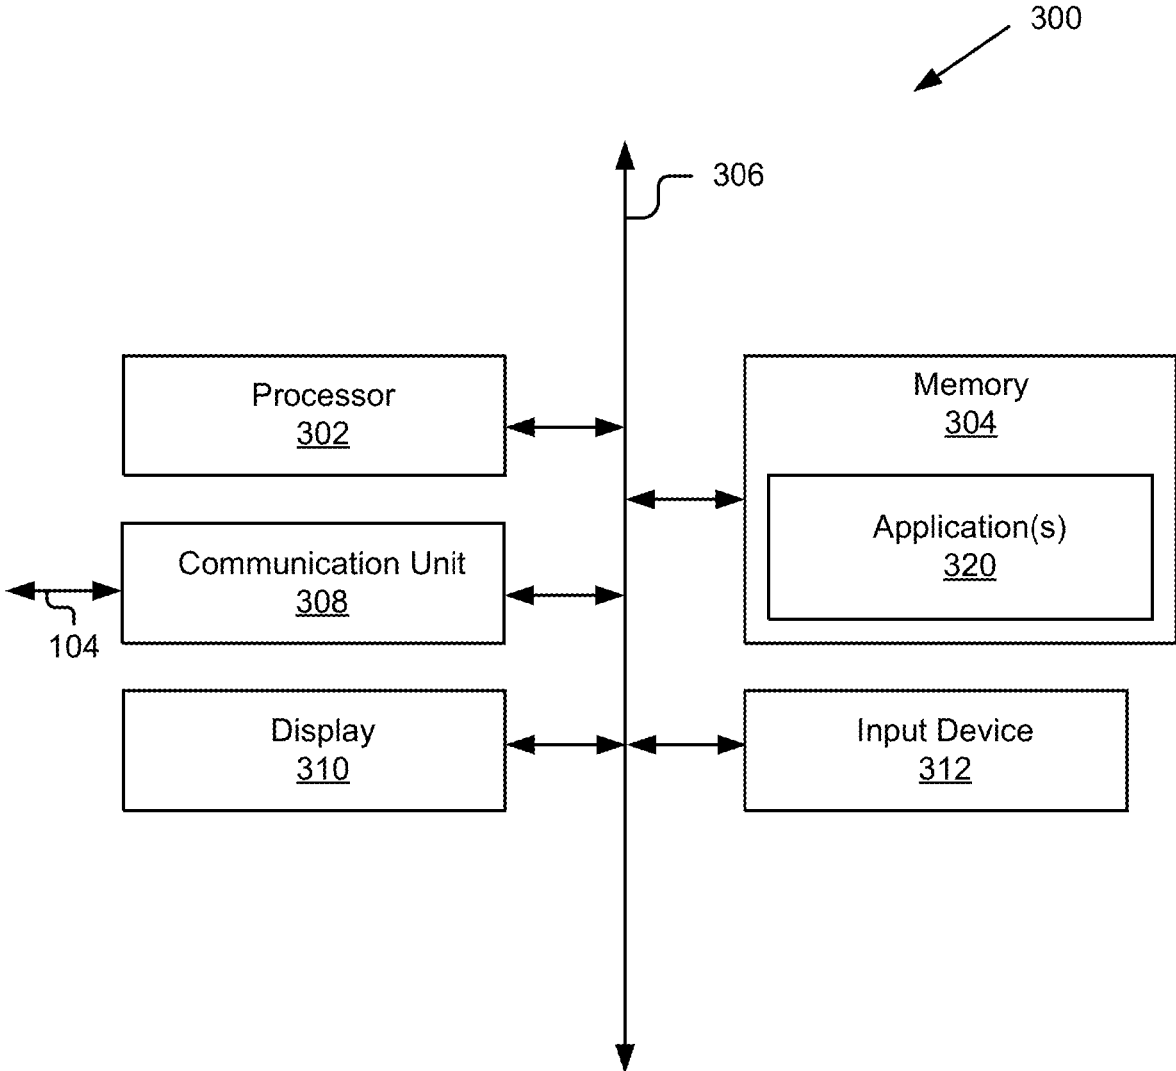 300
306
Processor
302
Memory
304
Application(s)
320
Communication Unit
308
104
Display
310
Input Device
312